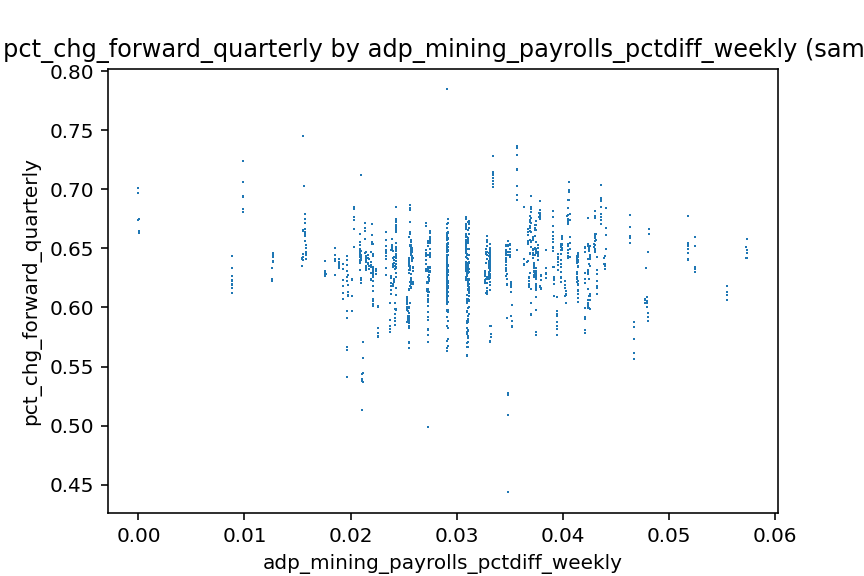 pct_chg_forward_quarterly by adp_mining_payrolls_pctdiff_weekly (sam
0.80
0.75
0.70
0.65
0.60
0.55
0.50
0.45
pct_chg_forward_quarterly
0.00 0.01 0.02 0.03 0.04 0.05 0.06
adp_mining_payrolls_pctdiff_weekly